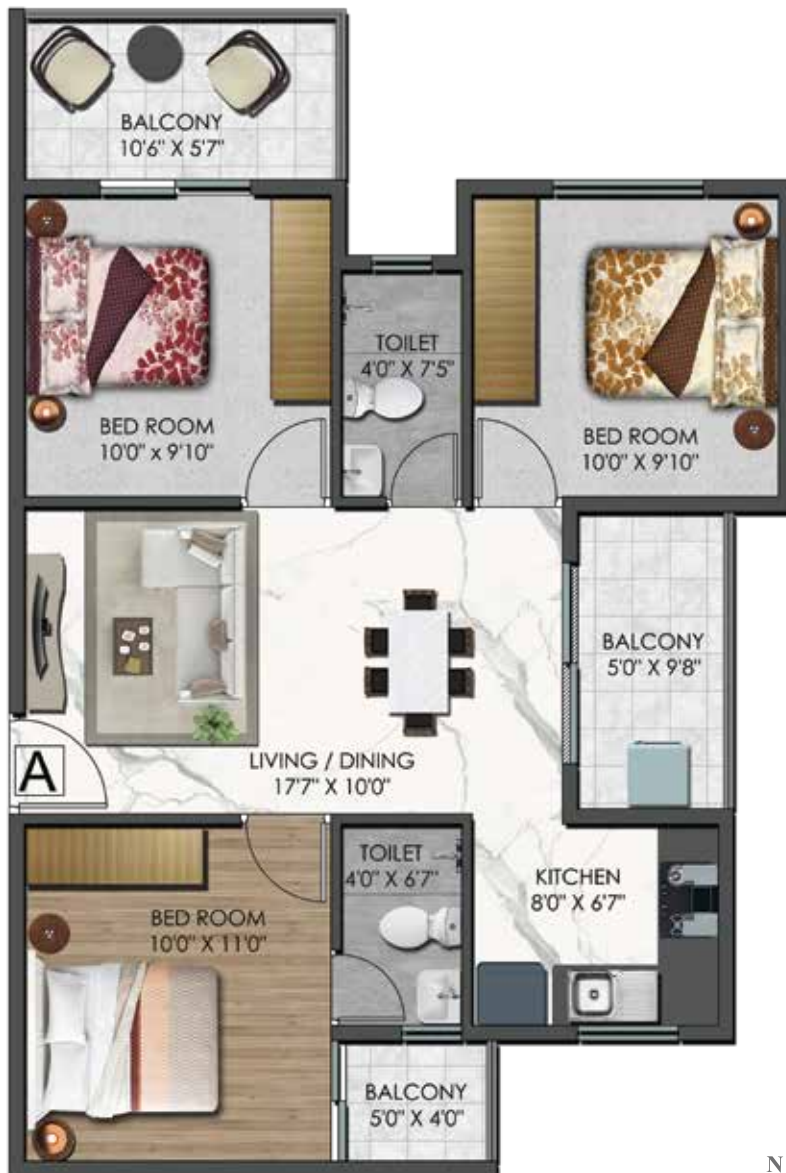 BALCONY
10'6" X 5'7"
TOILET
4'0" X 7'5"
BED ROOM
10'0" x 9'10"
BED ROOM
10'0" X 9'10"
BALCONY
5'0" X 9'8"
LIVING / DINING
17'7" X 10'0"
A
TOILET
4'0" X 6'7"
KITCHEN
8'0" X 6'7"
BED ROOM
10'0" X 11'0"
BALCONY
5'0" X 4'0"
N